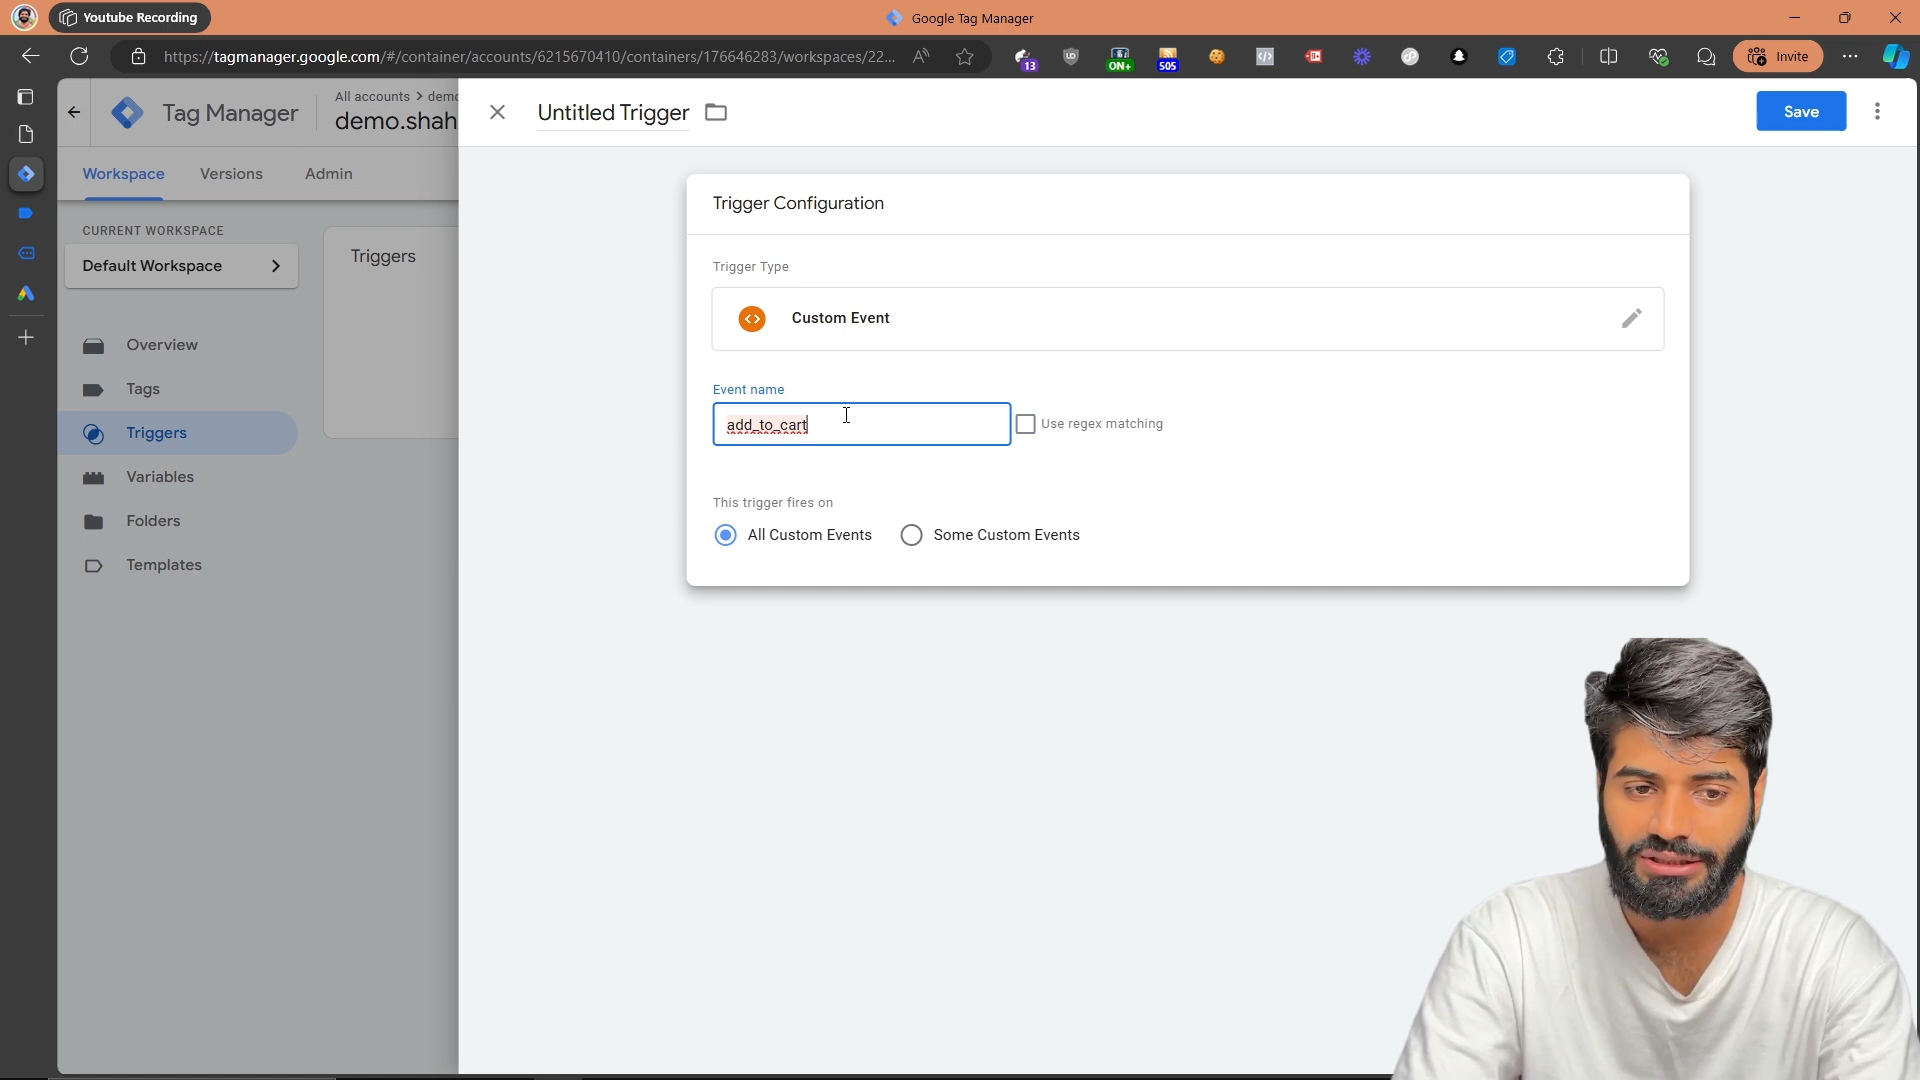 Youtube Recording
Google Tag Manager
https://tagmanager.google.com/#/container/accounts/6215670410/containers/176646283/workspaces/22...
13
ON+
505
Invite
Tag Manager
All accounts > demo
demo.shah
Untitled Trigger
Save
Workspace
Versions
Admin
CURRENT WORKSPACE
Default Workspace
Triggers
Overview
Tags
Triggers
Variables
Folders
Templates
Trigger Configuration
Trigger Type
Custom Event
Event name
add_to_cart
Use regex matching
This trigger fires on
All Custom Events
Some Custom Events